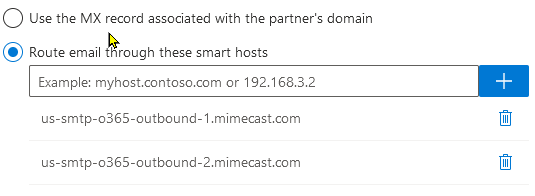 Use the MX record associated with the partner's domain
Route email through these smart hosts
Example: myhost.contoso.com or 192.168.3.2
us-smtp-o365-outbound-1.mimecast.com
us-smtp-o365-outbound-2.mimecast.com